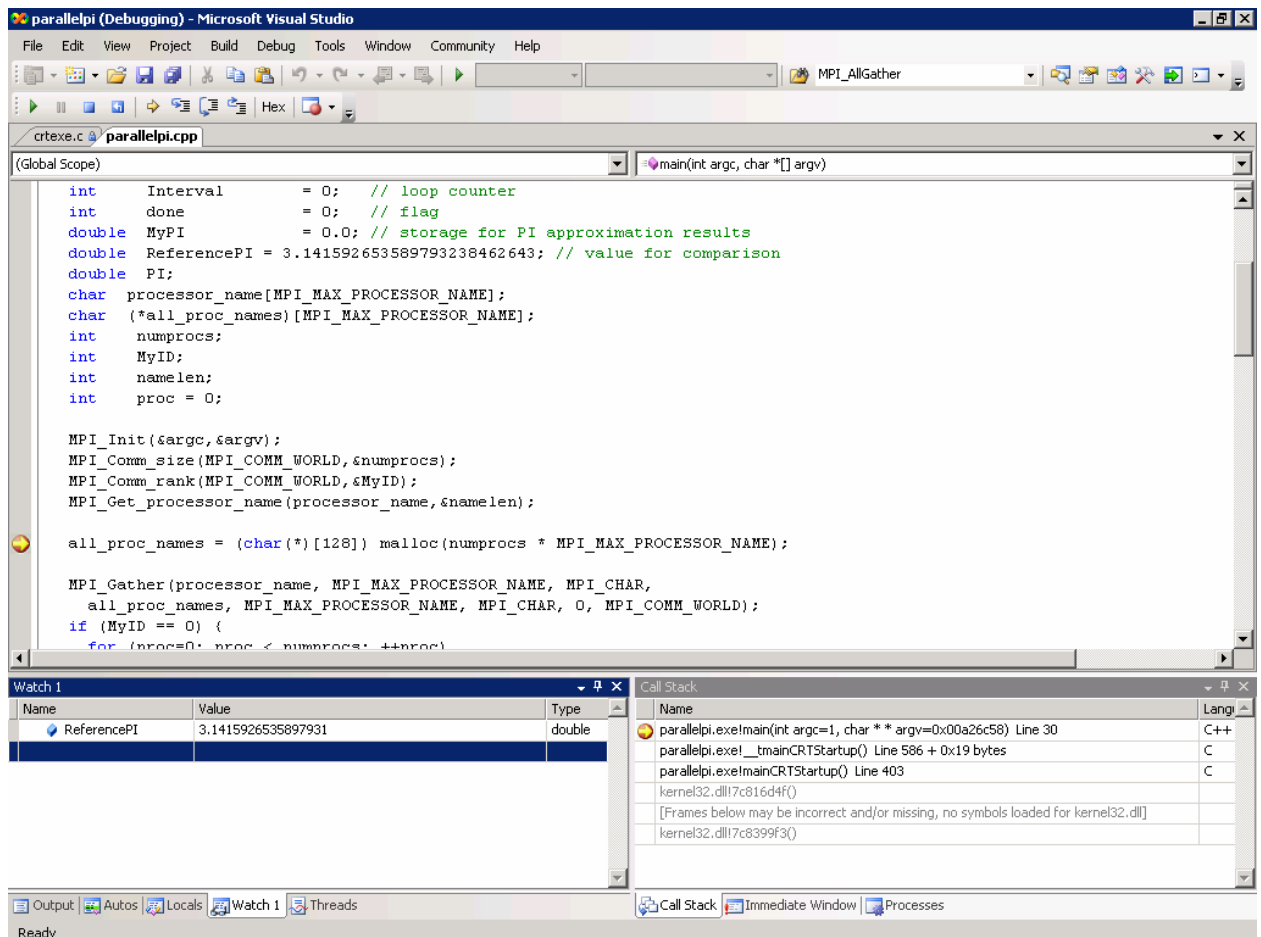 parallelpi (Debugging) - Microsoft Visual Studio
File Edit View Project Build Debug Tools Window Community Help
MPI_AllGather
Hex
crtexe.c parallelpi.cpp
(Global Scope) main(int argc, char *[] argv)
int Interval = 0; // loop counter
int done = 0; // flag
double MyPI = 0.0; // storage for PI approximation results
double ReferencePI = 3.141592653589793238462643; // value for comparison
double PI;
char processor_name[MPI_MAX_PROCESSOR_NAME];
char (*all_proc_names)[MPI_MAX_PROCESSOR_NAME];
int numprocs;
int MyID;
int namelen;
int proc = 0;
MPI_Init(&argc,&argv);
MPI_Comm_size(MPI_COMM_WORLD,&numprocs);
MPI_Comm_rank(MPI_COMM_WORLD,&MyID);
MPI_Get_processor_name(processor_name,&namelen);
all_proc_names = (char(*)[128]) malloc(numprocs * MPI_MAX_PROCESSOR_NAME);
MPI_Gather(processor_name, MPI_MAX_PROCESSOR_NAME, MPI_CHAR,
all_proc_names, MPI_MAX_PROCESSOR_NAME, MPI_CHAR, 0, MPI_COMM_WORLD);
if (MyID == 0) {
for (proc=0; proc < numprocs; ++proc)
Watch 1
Name Value Type
ReferencePI 3.1415926535897931 double
Call Stack
Name Langu
parallelpi.exe!main(int argc=1, char * * argv=0x00a26c58) Line 30 C++
parallelpi.exe!__tmainCRTStartup() Line 586 + 0x19 bytes C
parallelpi.exe!mainCRTStartup() Line 403 C
kernel32.dll!7c816d4f()
[Frames below may be incorrect and/or missing, no symbols loaded for kernel32.dll]
kernel32.dll!7c8399f3()
Output Autos Locals Watch 1 Threads
Call Stack Immediate Window Processes
Ready